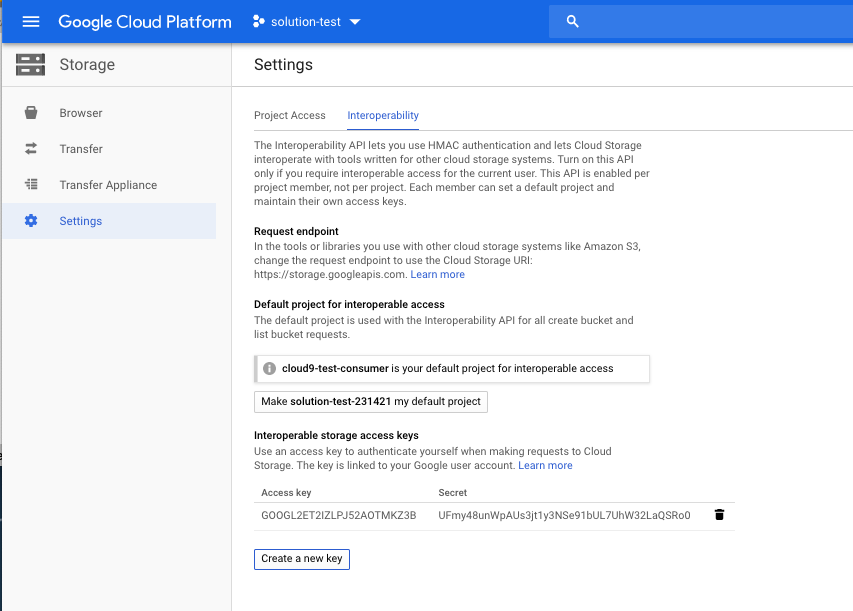 Google Cloud Platform
solution-test
Storage
Settings
Browser
Transfer
Transfer Appliance
Settings
Project Access
Interoperability
The Interoperability API lets you use HMAC authentication and lets Cloud Storage
interoperate with tools written for other cloud storage systems. Turn on this API
only if you require interoperable access for the current user. This API is enabled per
project member, not per project. Each member can set a default project and
maintain their own access keys.
Request endpoint
In the tools or libraries you use with other cloud storage systems like Amazon S3,
change the request endpoint to use the Cloud Storage URI:
https://storage.googleapis.com. Learn more
Default project for interoperable access
The default project is used with the Interoperability API for all create bucket and
list bucket requests.
cloud9-test-consumer is your default project for interoperable access
Make solution-test-231421 my default project
Interoperable storage access keys
Use an access key to authenticate yourself when making requests to Cloud
Storage. The key is linked to your Google user account. Learn more
Access key Secret
GOOGL2ET2IZLPJ52AOTMKZ3B UFmy48unWpAUs3jt1y3NSe91bUL7UhW32LaQSRo0
Create a new key